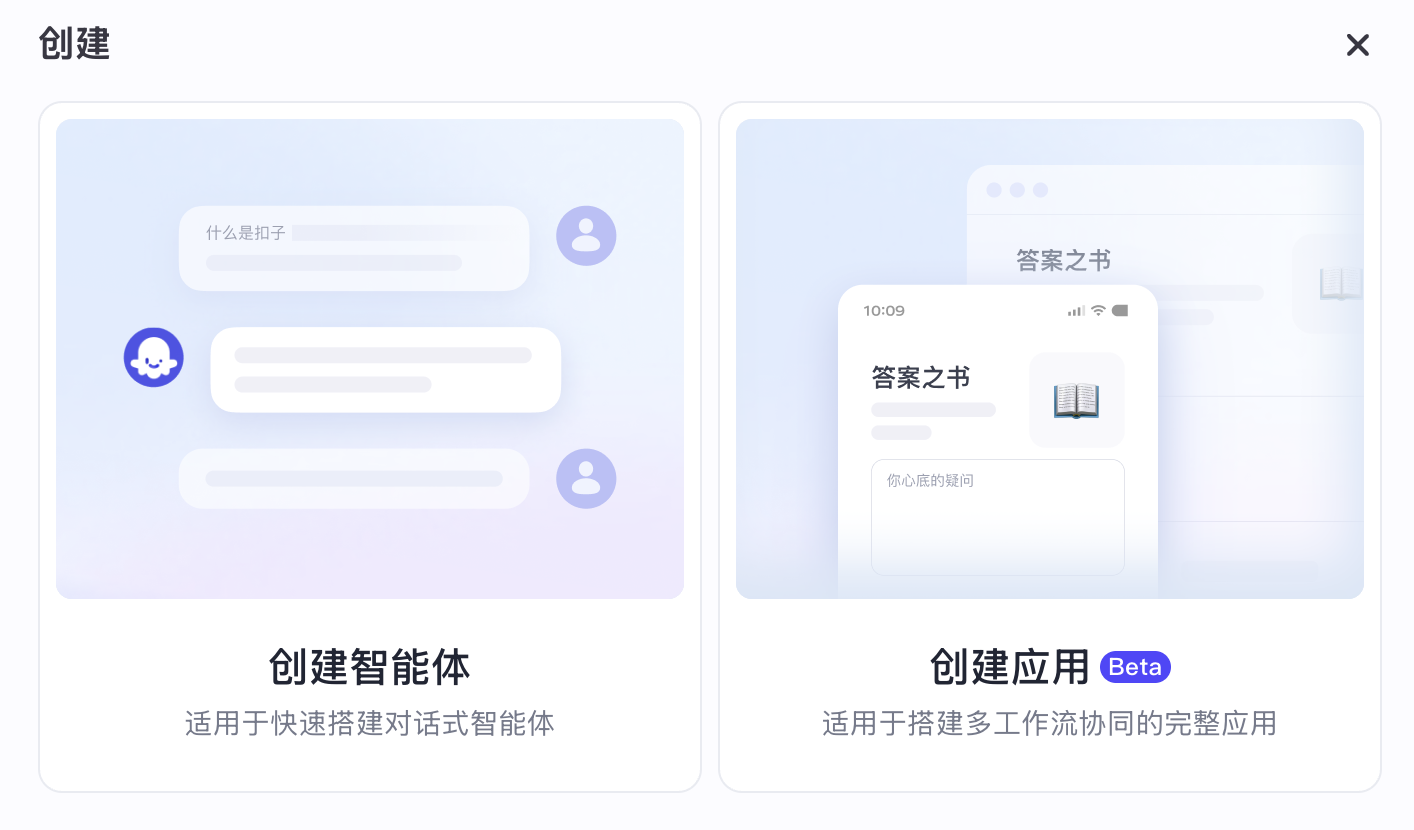 创建
什么是扣子
答案之书
10:09
答案之书
你心底的疑问
创建智能体
适用于快速搭建对话式智能体
创建应用 Beta
适用于搭建多工作流协同的完整应用